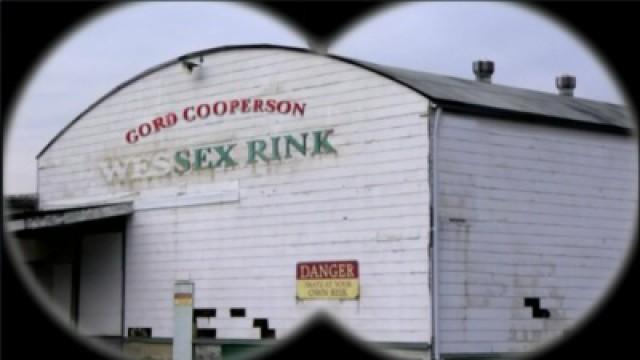 GORD COOPERSON
WESSEX RINK
DANGER
SKATE AT YOUR
OWN RISK